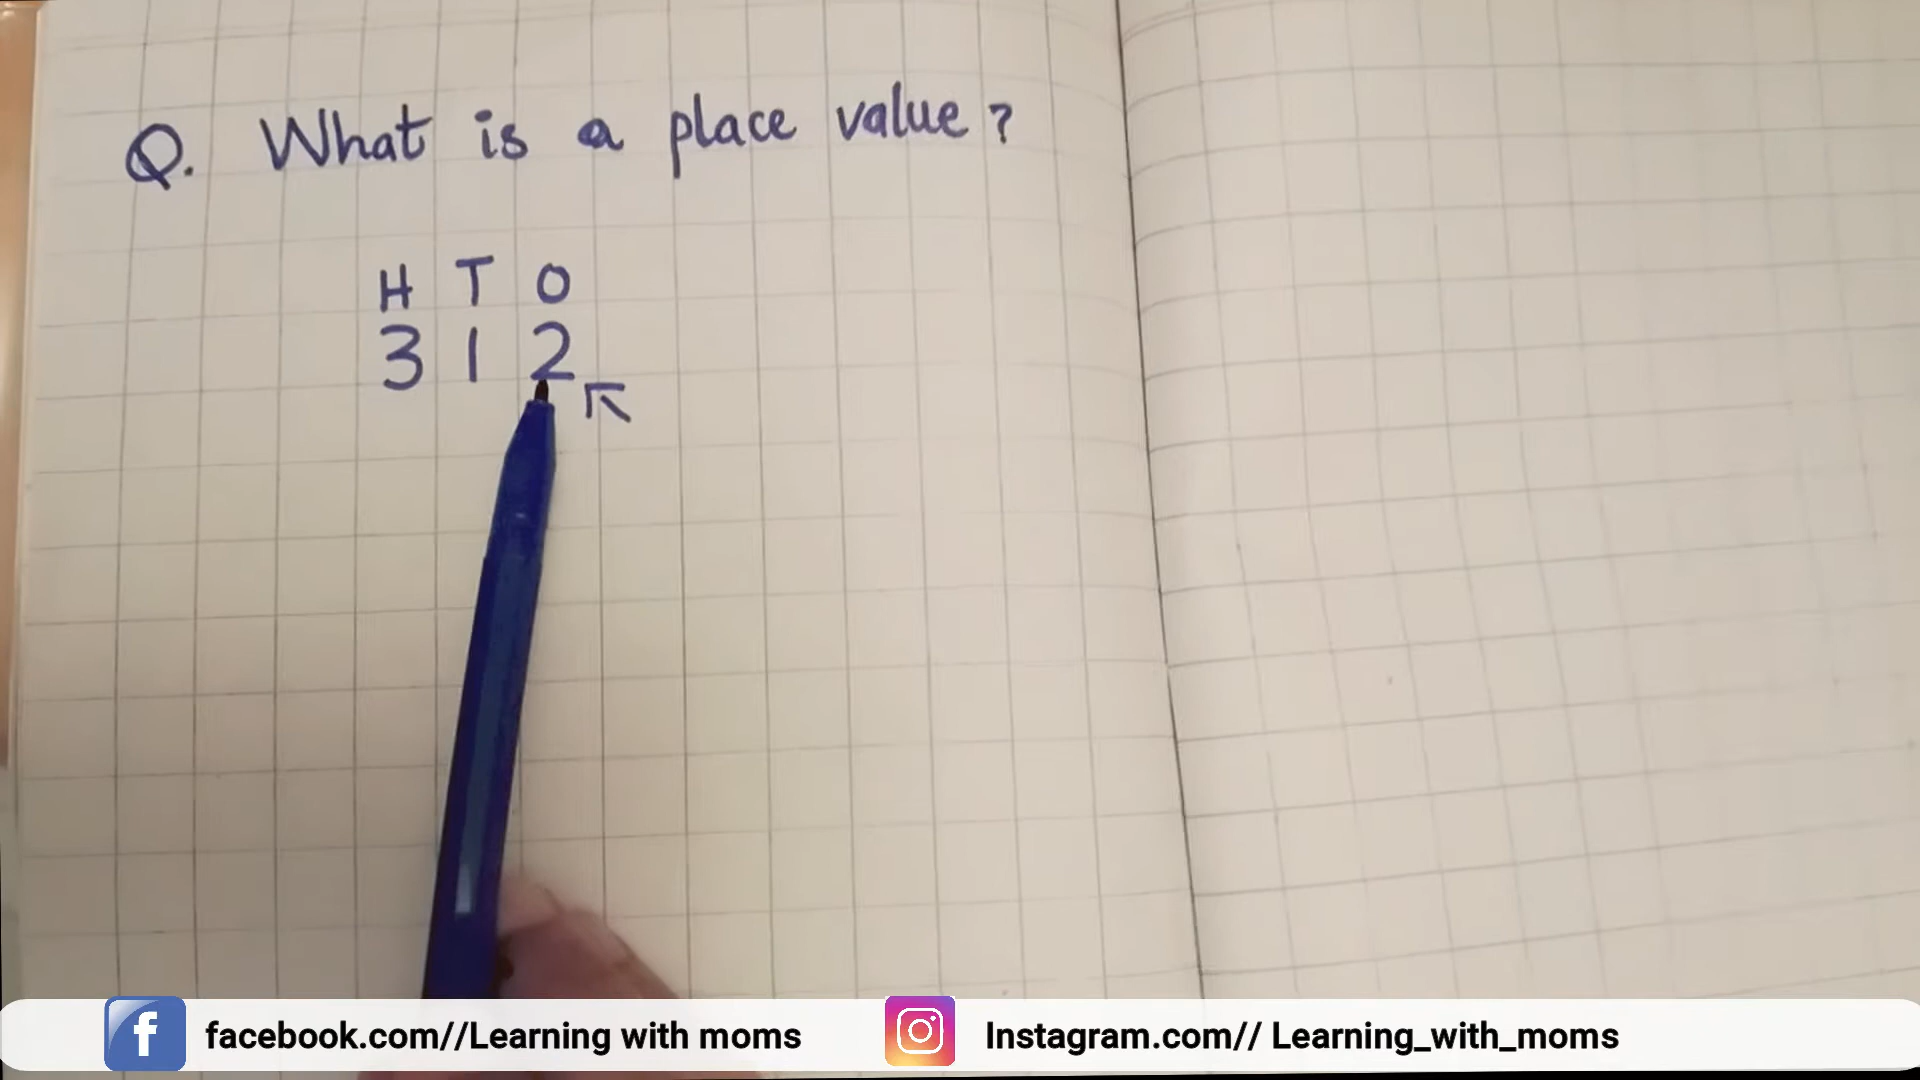 Q. What is a place value?
H T O
3 1 2
facebook.com//Learning with moms
Instagram.com// Learning_with_moms